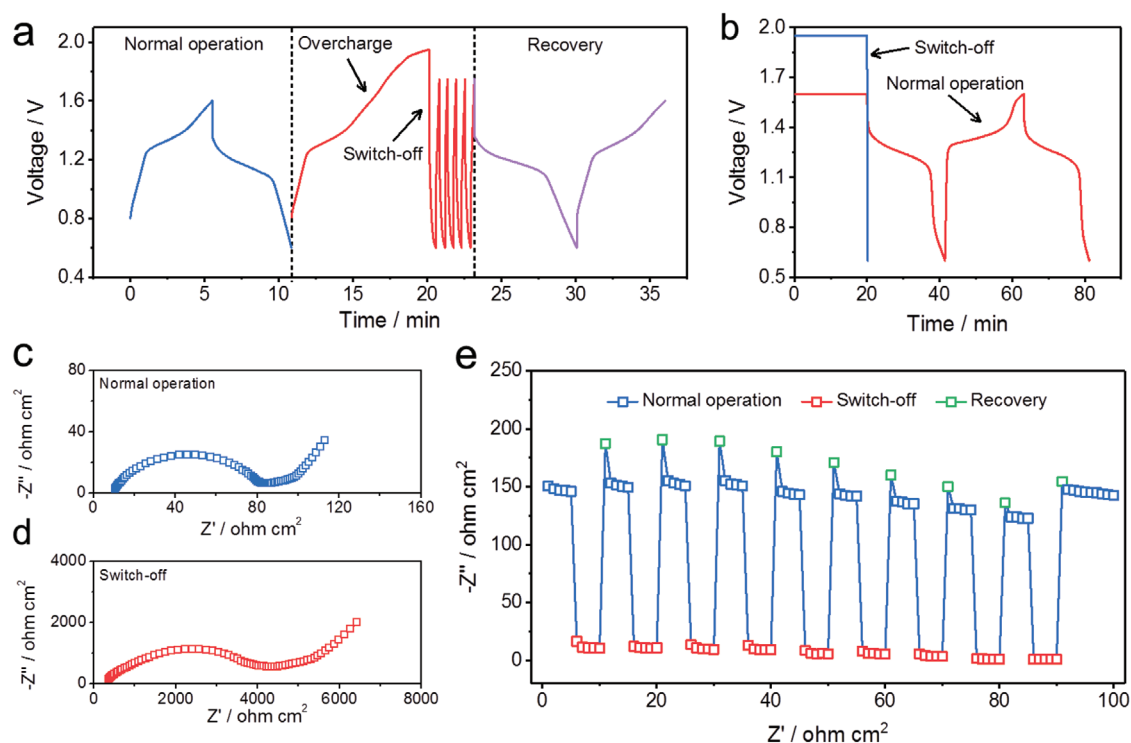 a
Normal operation
Overcharge
Recovery
Switch-off
2.0
1.6
1.2
0.8
0.4
Voltage / V
0 5 10 15 20 25 30 35
Time / min
b
Switch-off
Normal operation
2.0
1.7
1.4
1.1
0.8
0.5
Voltage / V
0 20 40 60 80
Time / min
c
Normal operation
80
40
0
-Z'' / ohm cm²
0 40 80 120 160
Z' / ohm cm²
d
Switch-off
4000
2000
0
-Z'' / ohm cm²
0 2000 4000 6000 8000
Z' / ohm cm²
e
Normal operation Switch-off Recovery
250
200
150
100
50
0
-Z'' / ohm cm²
0 20 40 60 80 100
Z' / ohm cm²